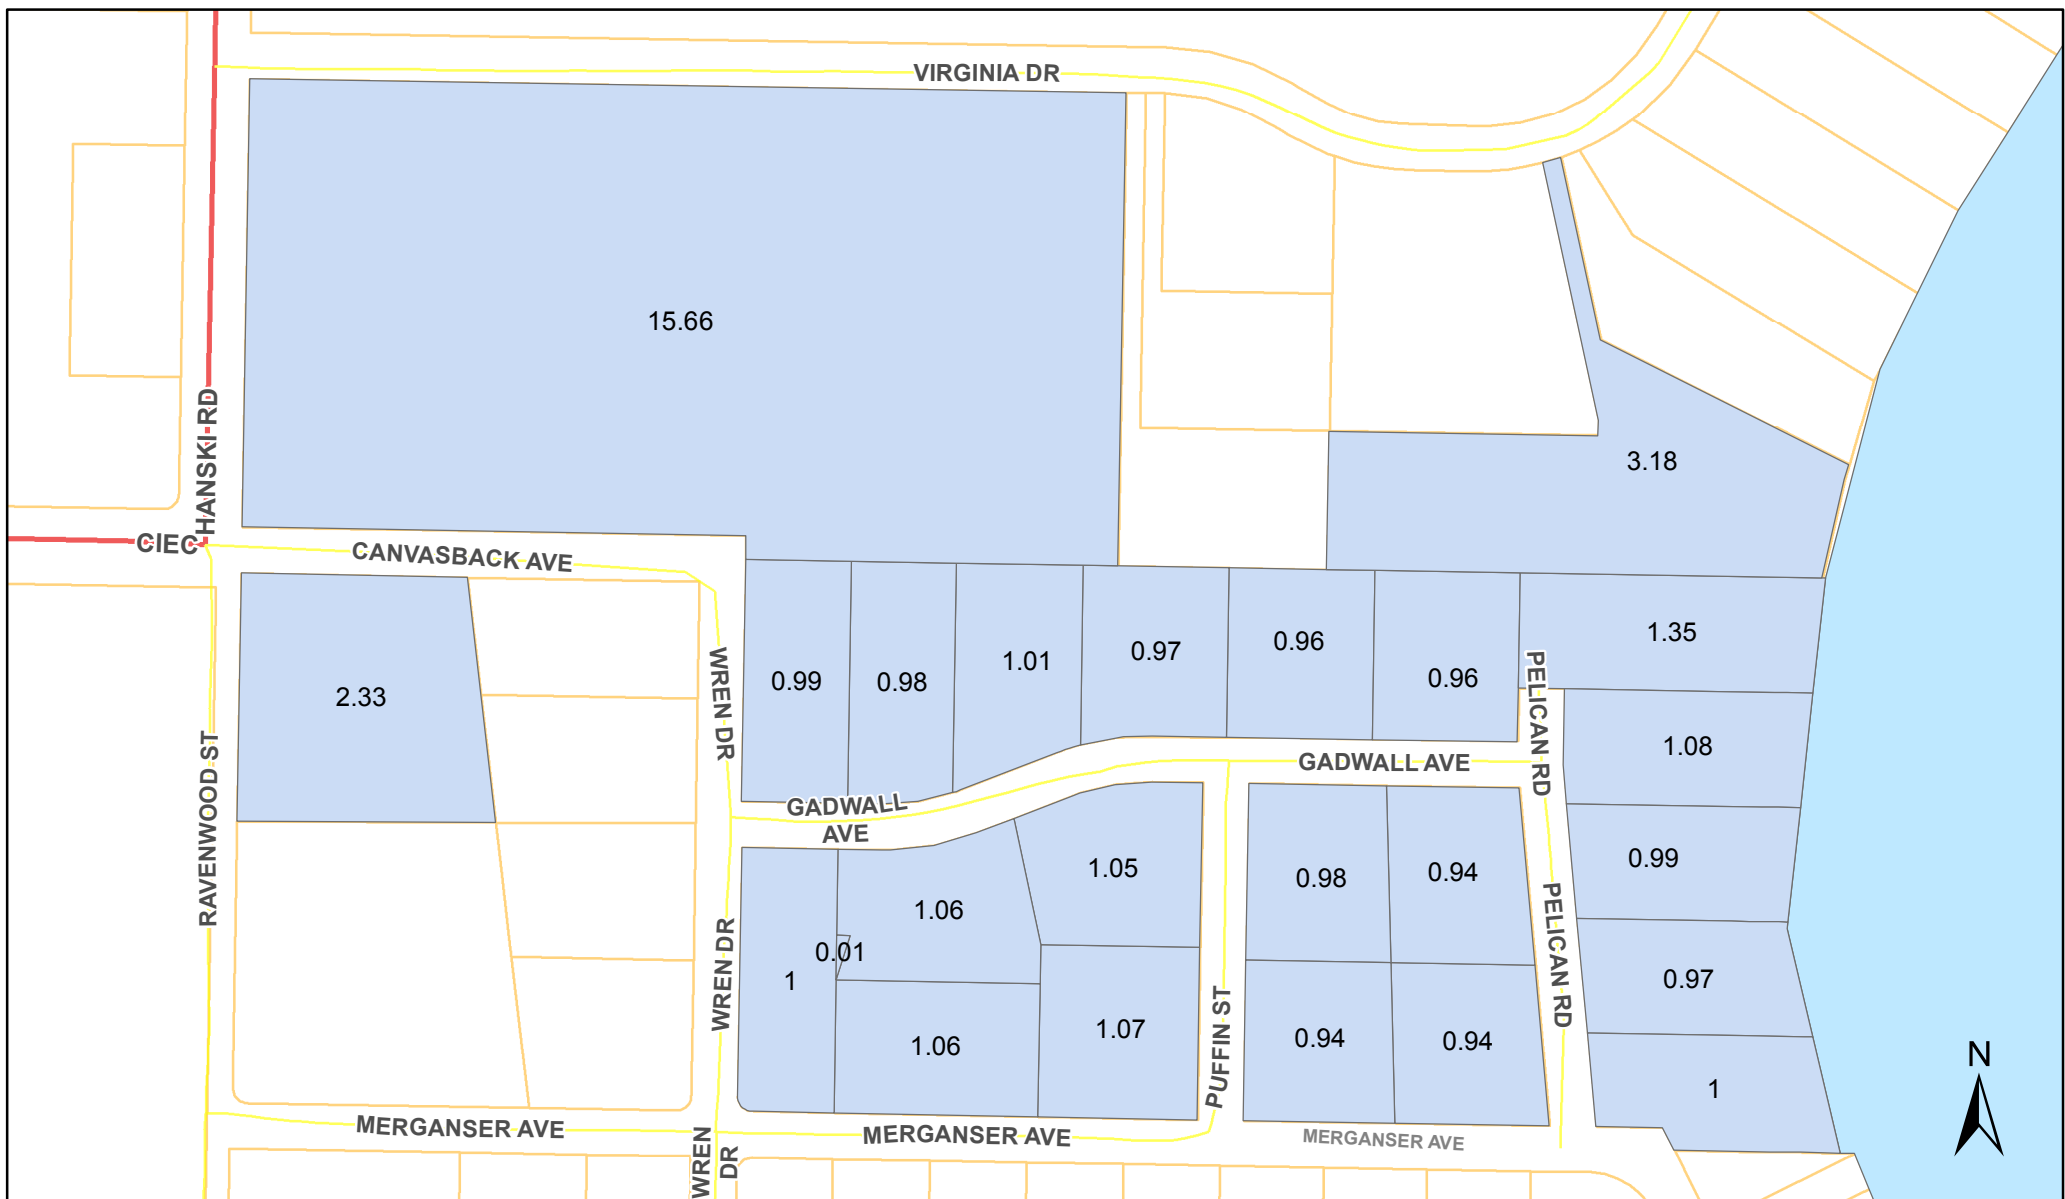 VIRGINIA DR
15.66
HANSKI RD
3.18
CIEC
CANVASBACK AVE
1.35
0.96
0.97
1.01
0.99
0.98
0.96
2.33
WREN DR
PELICAN RD
1.08
GADWALL AVE
GADWALL
AVE
RAVENWOOD ST
0.99
1.05
0.98
0.94
1.06
0.01
1
PELICAN RD
0.97
WREN DR
1.07
1.06
PUFFIN ST
0.94
0.94
1
N
MERGANSER AVE
MERGANSER AVE
MERGANSER AVE
WREN
DR